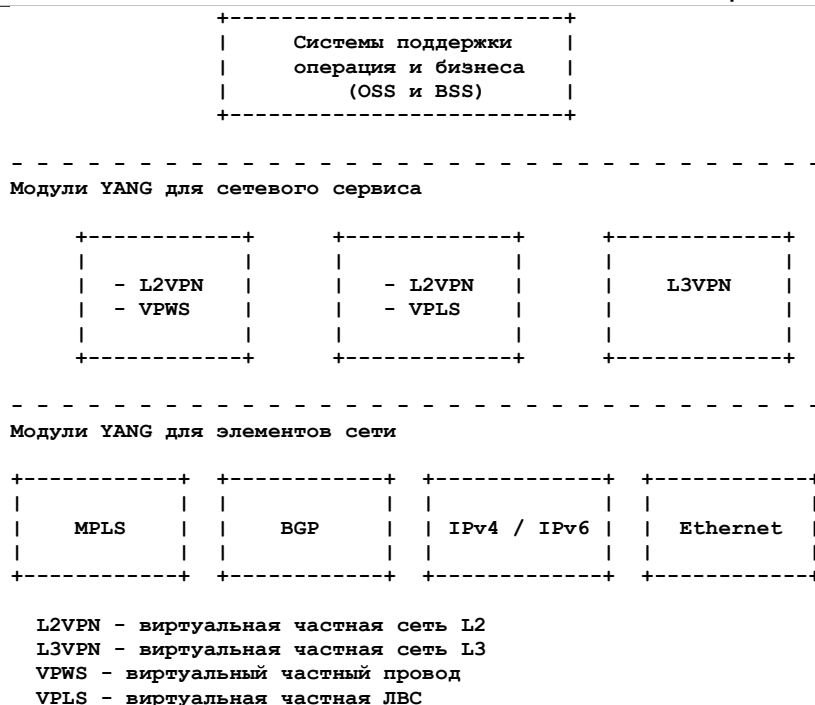 Системы поддержки
операция и бизнеса
(OSS и BSS)
Модули YANG для сетевого сервиса
- L2VPN - L2VPN L3VPN
- VPWS - VPLS
Модули YANG для элементов сети
MPLS BGP IPv4 / IPv6 Ethernet
L2VPN - виртуальная частная сеть L2
L3VPN - виртуальная частная сеть L3
VPWS - виртуальный частный провод
VPLS - виртуальная частная ЛВС